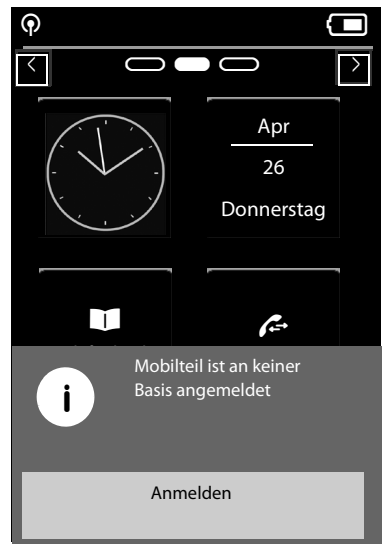 Apr
26
Donnerstag
Mobilteil ist an keiner
Basis angemeldet
Anmelden